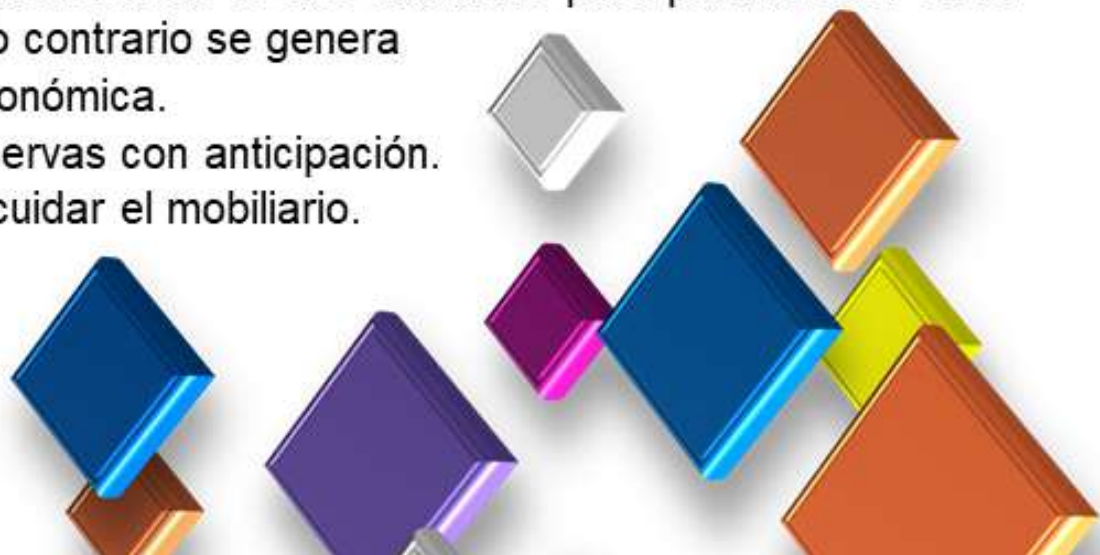 o contrario se genera
onómica.
ervas con anticipación.
cuidar el mobiliario.